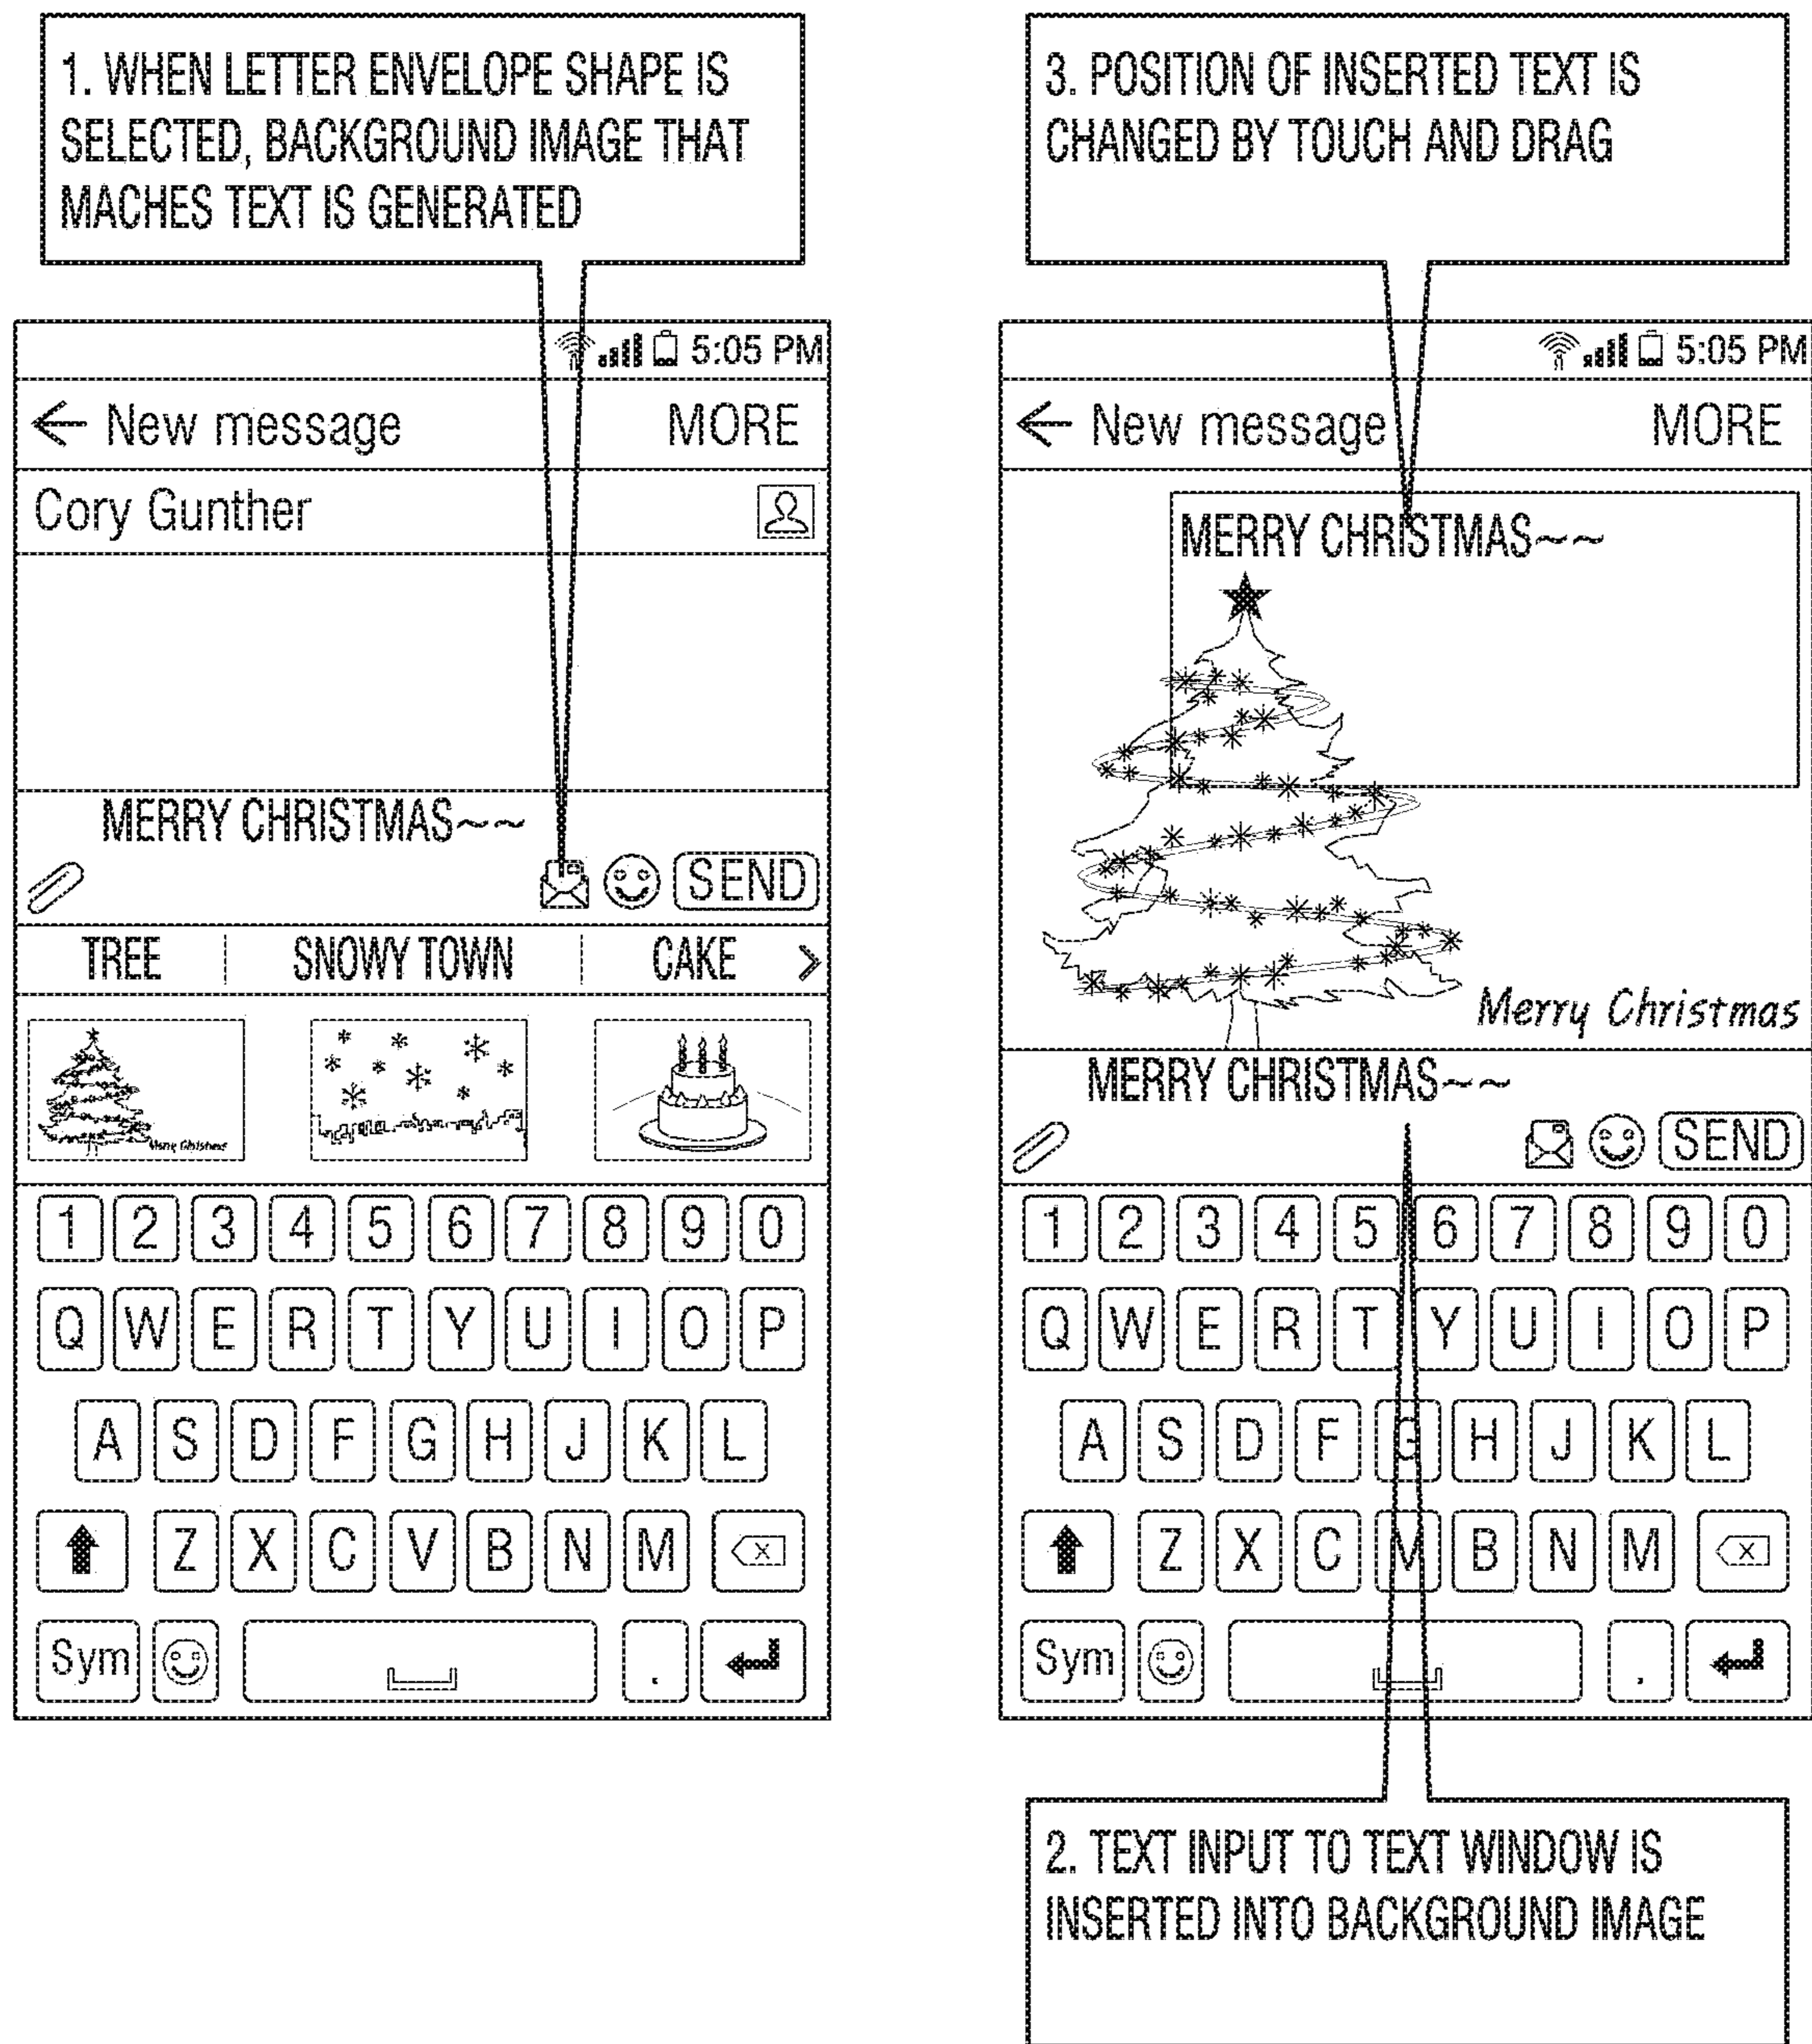 1. WHEN LETTER ENVELOPE SHAPE IS
SELECTED, BACKGROUND IMAGE THAT
MACHES TEXT IS GENERATED
5:05 PM
New message MORE
Cory Gunther
MERRY CHRISTMAS~~
SEND
TREE SNOWY TOWN CAKE >
Merry Christmas
1 2 3 4 5 6 7 8 9 0
Q W E R T Y U I O P
A S D F G H J K L
Z X C V B N M
Sym .
3. POSITION OF INSERTED TEXT IS
CHANGED BY TOUCH AND DRAG
5:05 PM
New message MORE
MERRY CHRISTMAS~~
Merry Christmas
MERRY CHRISTMAS~~
SEND
1 2 3 4 5 6 7 8 9 0
Q W E R T Y U I O P
A S D F G H J K L
Z X C V B N M
Sym .
2. TEXT INPUT TO TEXT WINDOW IS
INSERTED INTO BACKGROUND IMAGE